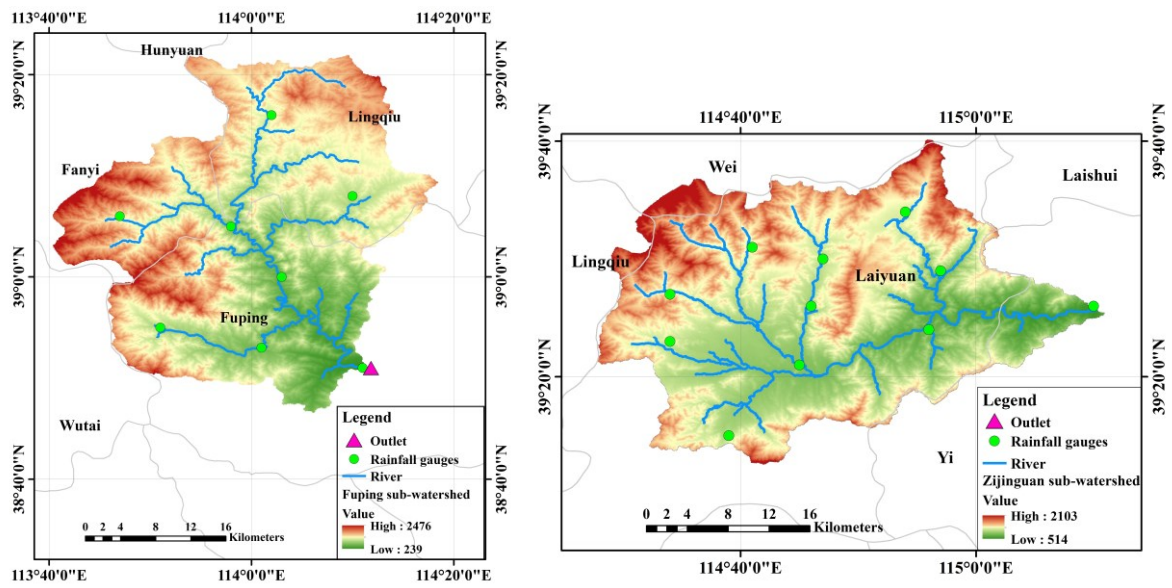 113°40'0"E 114°0'0"E 114°20'0"E
39°20'0"N
39°0'0"N
38°40'0"N
Hunyuan
Lingqiu
Fanyi
Fuping
Wutai
Legend
Outlet
Rainfall gauges
River
Fuping sub-watershed
Value
High : 2476
Low : 239
0 2 4 8 12 16
Kilometers
39°20'0"N
39°0'0"N
38°40'0"N
113°40'0"E 114°0'0"E 114°20'0"E
114°40'0"E 115°0'0"E
39°40'0"N
39°20'0"N
Wei
Laishui
Lingqiu
Laiyuan
Yi
Legend
Outlet
Rainfall gauges
River
Zijinguan sub-watershed
Value
High : 2103
Low : 514
0 2 4 8 12 16
Kilometers
39°40'0"N
39°20'0"N
114°40'0"E 115°0'0"E